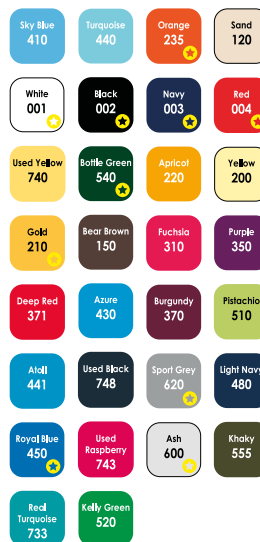 Sky Blue
410
Turquoise
440
Orange
235
Sand
120
White
001
Black
002
Navy
003
Red
004
Used Yellow
740
Bottle Green
540
Apricot
220
Yellow
200
Gold
210
Bear Brown
150
Fuchsia
310
Purple
350
Deep Red
371
Azure
430
Burgundy
370
Pistachio
510
Atoll
441
Used Black
748
Sport Grey
620
Light Navy
480
Royal Blue
450
Used
Raspberry
743
Ash
600
Khaky
555
Real
Turquoise
733
Kelly Green
520